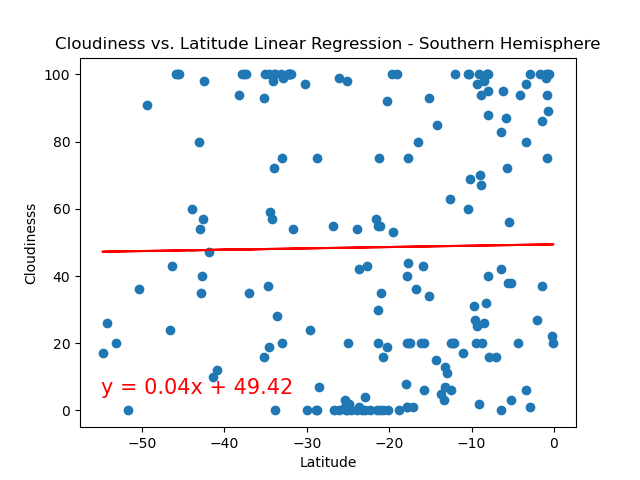 Cloudiness vs. Latitude Linear Regression - Southern Hemisphere
100
80
60
40
20
0
Cloudinesss
y = 0.04x + 49.42
−50 −40 −30 −20 −10 0
Latitude